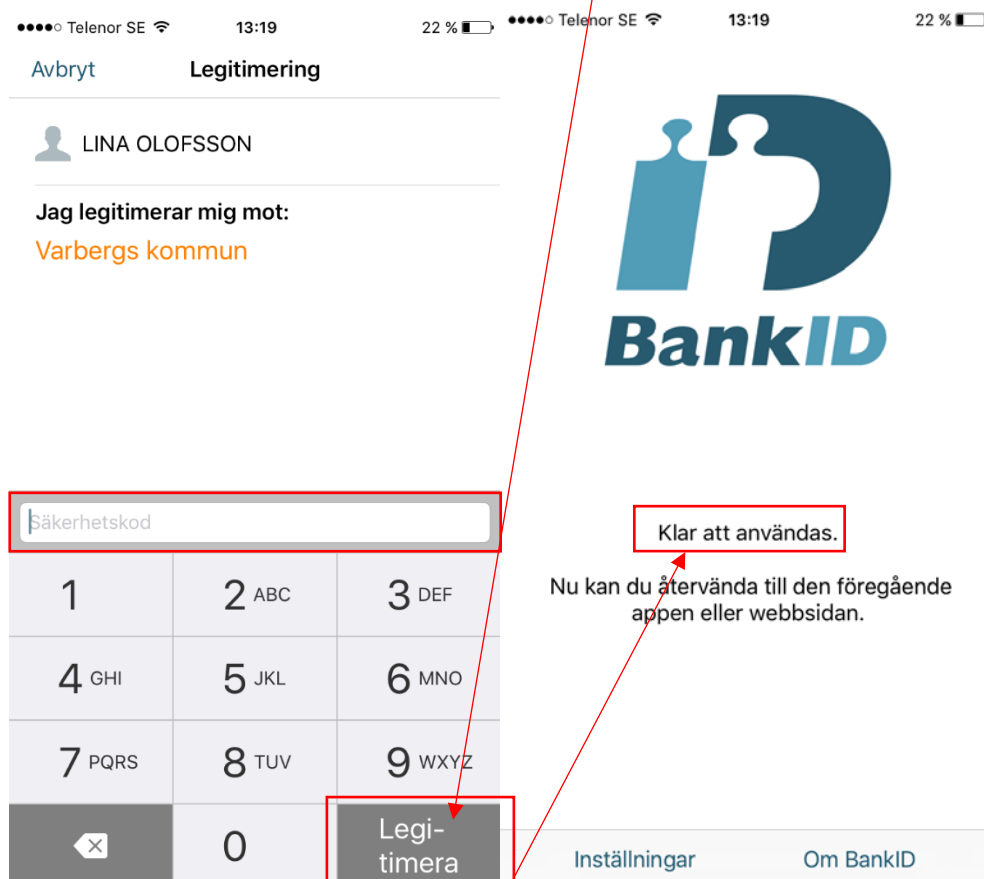 ●●●●○ Telenor SE 13:19 22 %
Avbryt Legitimering
LINA OLOFSSON
Jag legitimerar mig mot:
Varbergs kommun
Säkerhetskod
1 2 ABC 3 DEF
4 GHI 5 JKL 6 MNO
7 PQRS 8 TUV 9 WXYZ
0 Legi-
timera
●●●●○ Telenor SE 13:19 22 %
BankID
Klar att användas.
Nu kan du återvända till den föregående
appen eller webbsidan.
Inställningar Om BankID